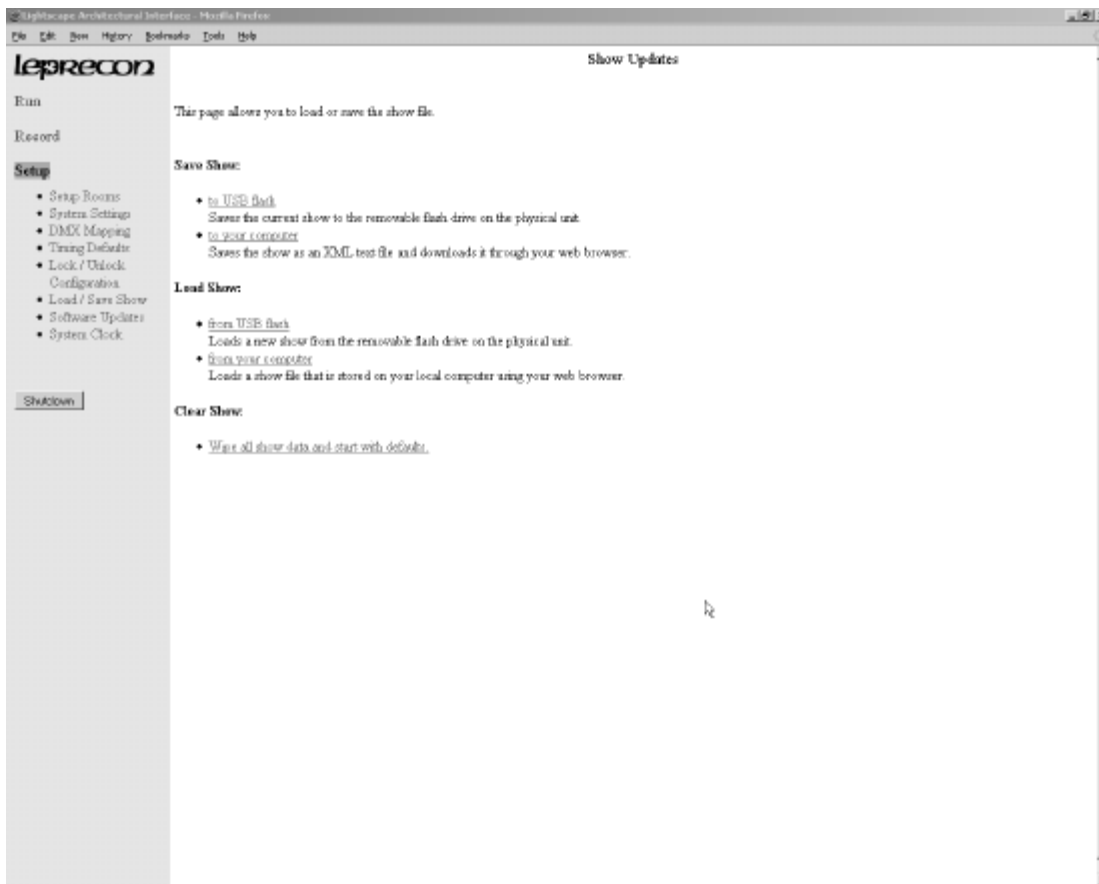 Lightscape Architectural Interface - Mozilla Firefox
File Edit View History Bookmarks Tools Help
leprecon
Show Updates
Run
This page allows you to load or save the show file.
Record
Setup
Save Show:
• Setup Rooms
• System Settings
• DMX Mapping
• Timing Defaults
• Lock / Unlock
Configuration
• Load / Save Show
• Software Updates
• System Clock
Shutdown
• to USB flash
Saves the current show to the removable flash drive on the physical unit.
• to your computer
Saves the show as an XML text file and downloads it through your web browser.
Load Show:
• from USB flash
Loads a new show from the removable flash drive on the physical unit.
• from your computer
Loads a show file that is stored on your local computer using your web browser.
Clear Show:
• Wipe all show data and start with defaults.